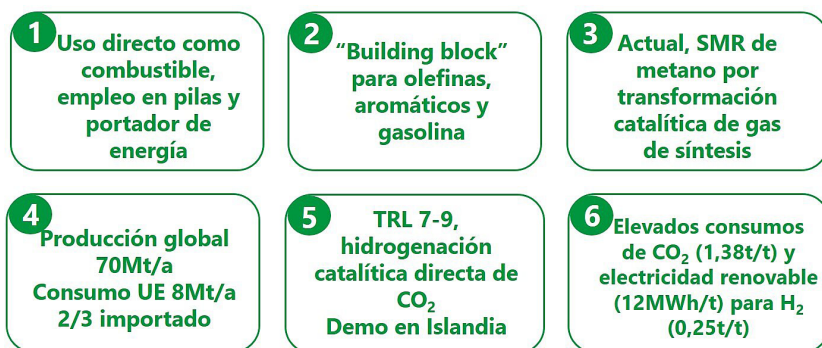 1
Uso directo como
combustible,
empleo en pilas y
portador de
energía
2
“Building block”
para olefinas,
aromáticos y
gasolina
3
Actual, SMR de
metano por
transformación
catalítica de gas
de síntesis
4
Producción global
70Mt/a
Consumo UE 8Mt/a
2/3 importado
5
TRL 7-9,
hidrogenación
catalítica directa de
CO₂
Demo en Islandia
6
Elevados consumos
de CO₂ (1,38t/t) y
electricidad renovable
(12MWh/t) para H₂
(0,25t/t)